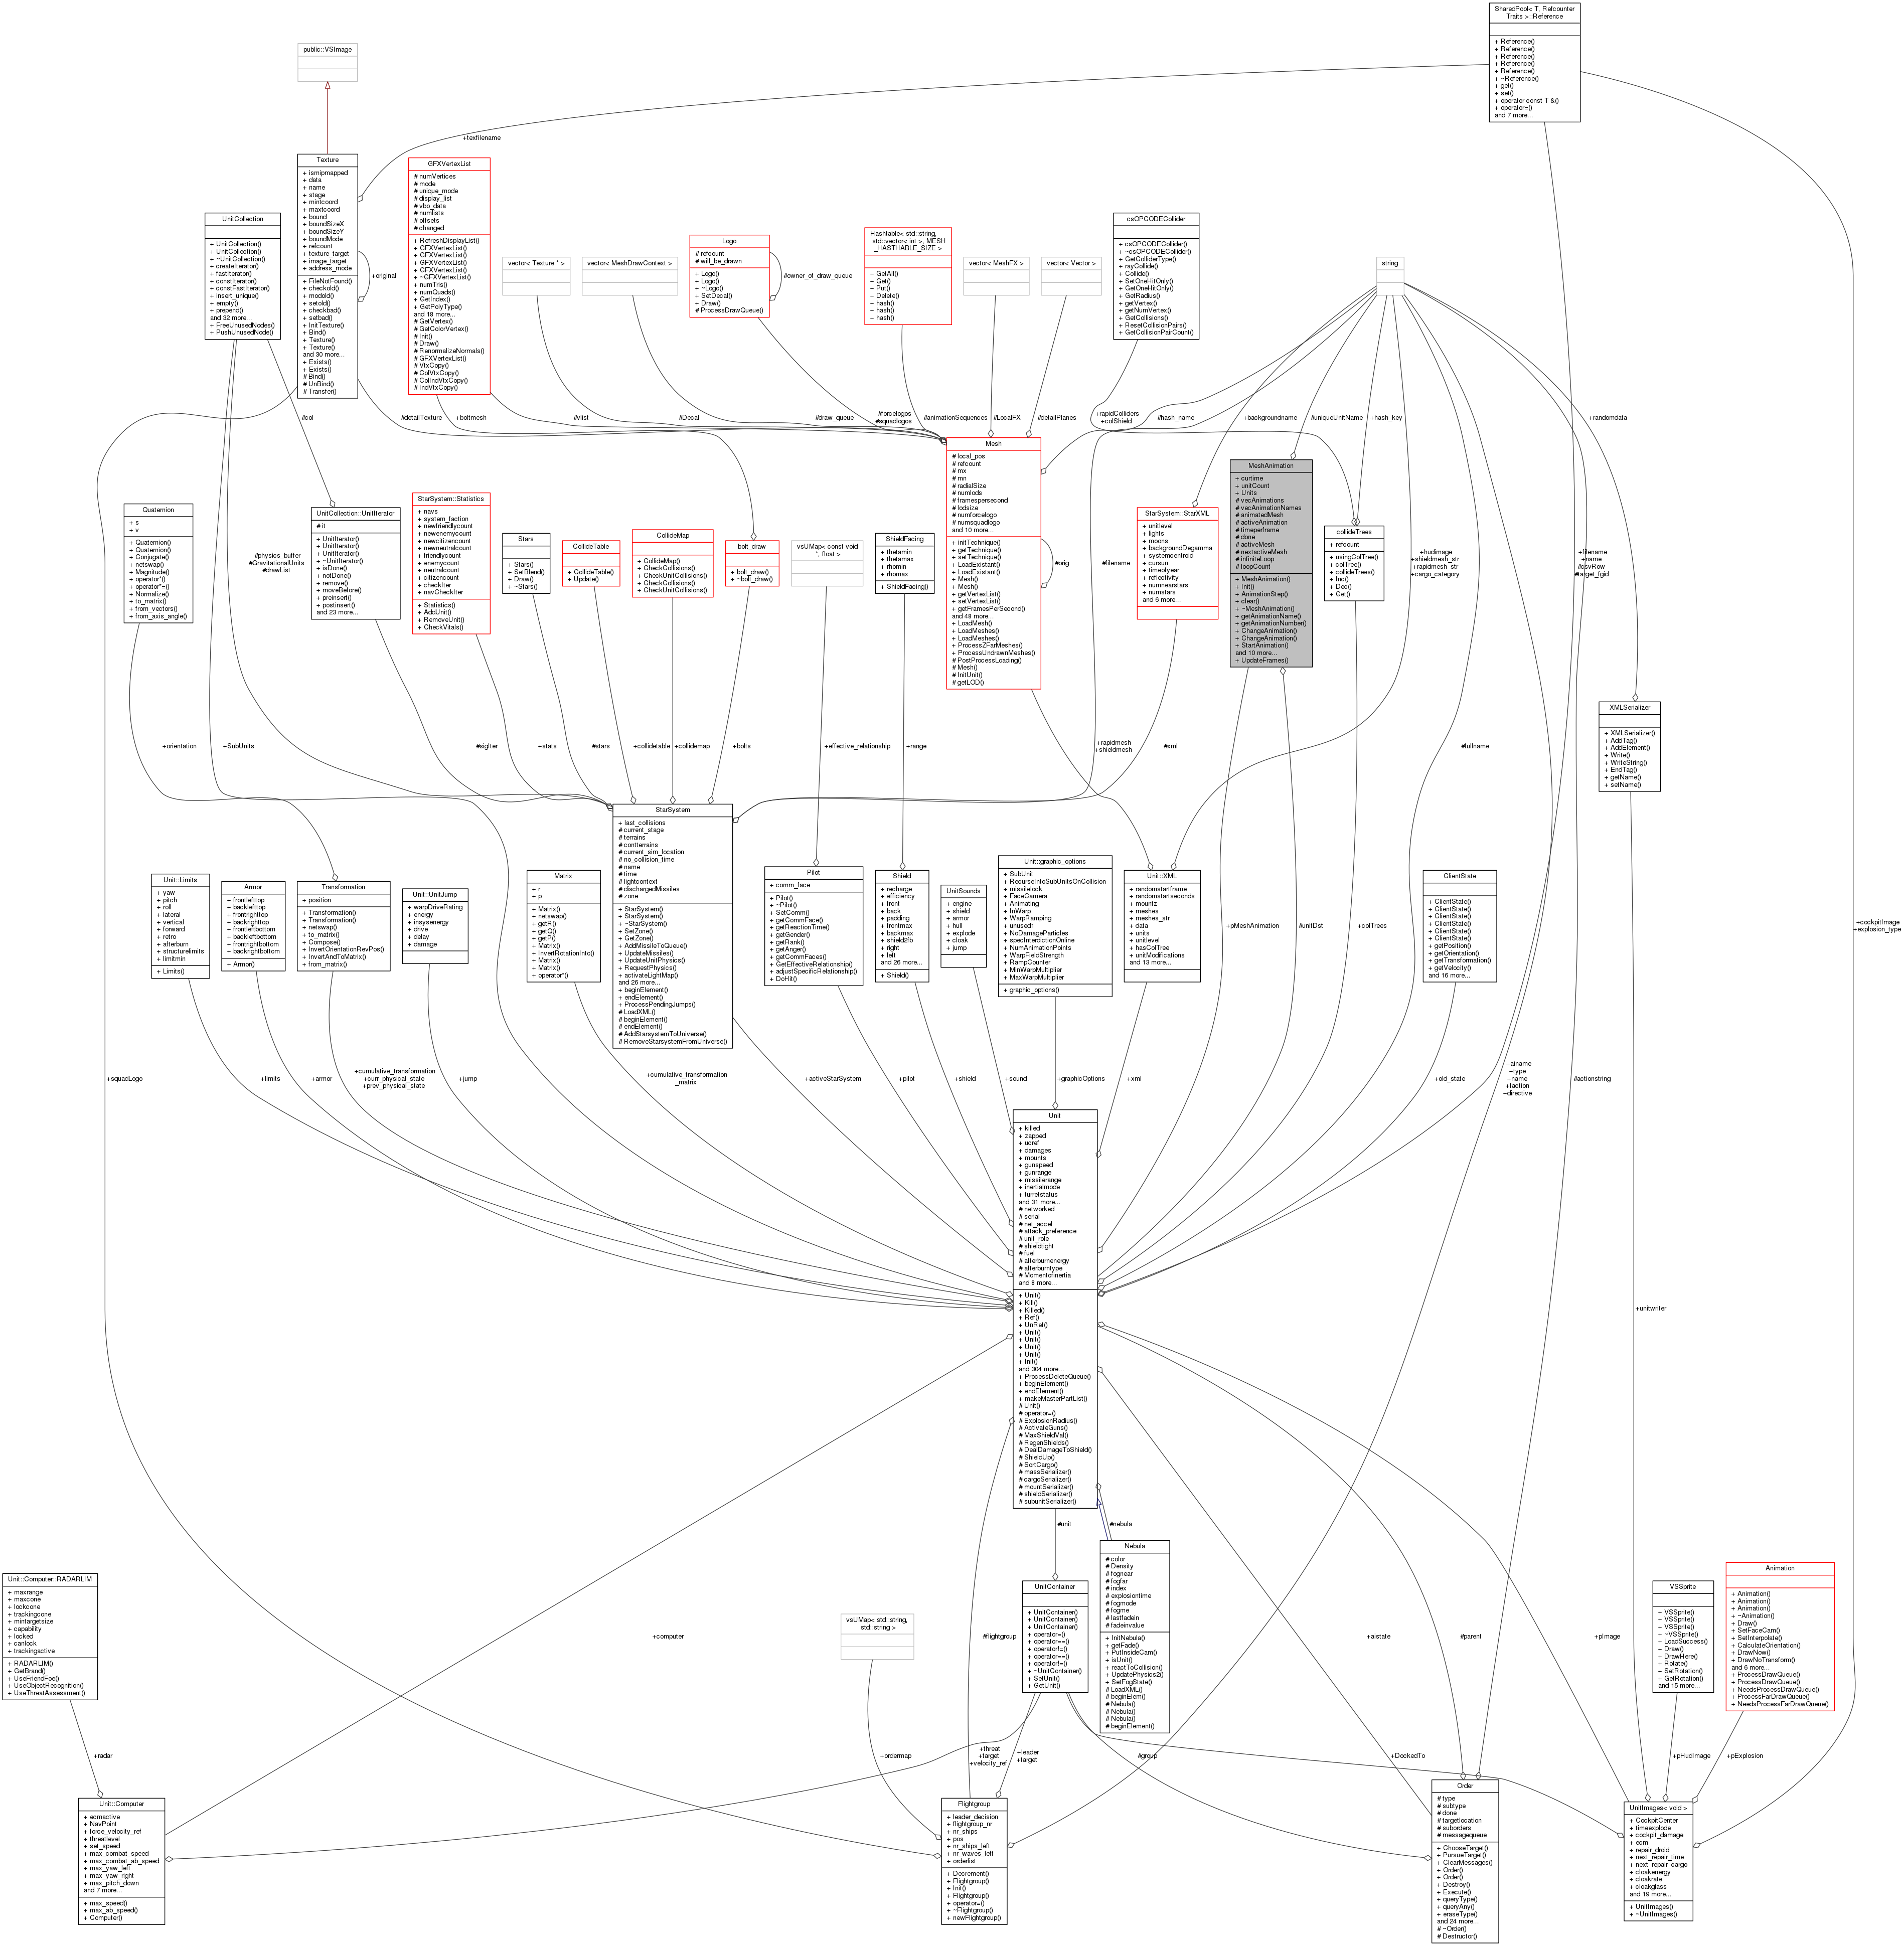 SharedPool< T, Refcounter
Traits >::Reference
+ Reference()
+ Reference()
+ Reference()
+ Reference()
+ Reference()
+ ~Reference()
+ get()
+ set()
+ operator const T &()
+ operator=()
and 7 more...
public::VSImage
+texfilename
Texture
+ ismipmapped
+ data
+ name
+ stage
+ mintcoord
+ maxtcoord
+ bound
+ boundSizeX
+ boundSizeY
+ boundMode
+ refcount
+ texture_target
+ image_target
+ address_mode
+ FileNotFound()
+ checkold()
+ modold()
+ setold()
+ checkbad()
+ setbad()
+ InitTexture()
+ Bind()
+ Texture()
+ Texture()
and 30 more...
+ Exists()
+ Exists()
# Bind()
# UnBind()
# Transfer()
+original
GFXVertexList
# numVertices
# mode
# unique_mode
# display_list
# vbo_data
# numlists
# offsets
# changed
+ RefreshDisplayList()
+ GFXVertexList()
+ GFXVertexList()
+ GFXVertexList()
+ GFXVertexList()
+ ~GFXVertexList()
+ numTris()
+ numQuads()
+ GetIndex()
+ GetPolyType()
and 18 more...
# GetVertex()
# GetColorVertex()
# Init()
# Draw()
# RenormalizeNormals()
# GFXVertexList()
# VtxCopy()
# ColVtxCopy()
# ColIndVtxCopy()
# IndVtxCopy()
UnitCollection
+ UnitCollection()
+ UnitCollection()
+ ~UnitCollection()
+ createIterator()
+ fastIterator()
+ constIterator()
+ constFastIterator()
+ insert_unique()
+ empty()
+ prepend()
and 32 more...
+ FreeUnusedNodes()
+ PushUnusedNode()
vector< Texture * >
vector< MeshDrawContext >
Logo
# refcount
# will_be_drawn
+ Logo()
+ Logo()
+ ~Logo()
+ SetDecal()
+ Draw()
# ProcessDrawQueue()
#owner_of_draw_queue
Hashtable< std::string,
std::vector< int >, MESH
_HASTHABLE_SIZE >
+ GetAll()
+ Get()
+ Put()
+ Delete()
+ hash()
+ hash()
+ hash()
vector< MeshFX >
vector< Vector >
csOPCODECollider
+ csOPCODECollider()
+ ~csOPCODECollider()
+ GetColliderType()
+ rayCollide()
+ Collide()
+ SetOneHitOnly()
+ GetOneHitOnly()
+ GetRadius()
+ getVertex()
+ getNumVertex()
+ GetCollisions()
+ ResetCollisionPairs()
+ GetCollisionPairCount()
string
#col
#detailTexture
+boltmesh
#vlist
#Decal
#draw_queue
#forcelogos
#squadlogos
#animationSequences
#LocalFX
#detailPlanes
+rapidColliders
+colShield
#hash_name
+backgroundname
#uniqueUnitName
+hash_key
+randomdata
Mesh
# local_pos
# refcount
# mx
# mn
# radialSize
# numlods
# framespersecond
# lodsize
# numforcelogo
# numsquadlogo
and 10 more...
+ initTechnique()
+ getTechnique()
+ setTechnique()
+ LoadExistant()
+ LoadExistant()
+ Mesh()
+ Mesh()
+ getVertexList()
+ setVertexList()
+ getFramesPerSecond()
and 48 more...
+ LoadMesh()
+ LoadMeshes()
+ LoadMeshes()
+ ProcessZFarMeshes()
+ ProcessUndrawnMeshes()
# PostProcessLoading()
# Mesh()
# InitUnit()
# getLOD()
#orig
MeshAnimation
+ curtime
+ unitCount
+ Units
# vecAnimations
# vecAnimationNames
# animatedMesh
# activeAnimation
# timeperframe
# done
# activeMesh
# nextactiveMesh
# infiniteLoop
# loopCount
+ MeshAnimation()
+ Init()
+ AnimationStep()
+ clear()
+ ~MeshAnimation()
+ getAnimationName()
+ getAnimationNumber()
+ ChangeAnimation()
+ ChangeAnimation()
+ StartAnimation()
and 10 more...
+ UpdateFrames()
Quaternion
+ s
+ v
+ Quaternion()
+ Quaternion()
+ Conjugate()
+ netswap()
+ Magnitude()
+ operator*()
+ operator*=()
+ Normalize()
+ to_matrix()
+ from_vectors()
+ from_axis_angle()
#physics_buffer
#GravitationalUnits
#drawList
UnitCollection::UnitIterator
# it
+ UnitIterator()
+ UnitIterator()
+ UnitIterator()
+ ~UnitIterator()
+ isDone()
+ notDone()
+ remove()
+ moveBefore()
+ preinsert()
+ postinsert()
and 23 more...
StarSystem::Statistics
+ navs
+ system_faction
+ newfriendlycount
+ newenemycount
+ newcitizencount
+ newneutralcount
+ friendlycount
+ enemycount
+ neutralcount
+ citizencount
+ checkIter
+ navCheckIter
+ Statistics()
+ AddUnit()
+ RemoveUnit()
+ CheckVitals()
Stars
+ Stars()
+ SetBlend()
+ Draw()
+ ~Stars()
CollideTable
+ CollideTable()
+ Update()
CollideMap
+ CollideMap()
+ CheckCollisions()
+ CheckUnitCollisions()
+ CheckCollisions()
+ CheckUnitCollisions()
bolt_draw
+ bolt_draw()
+ ~bolt_draw()
vsUMap< const void
*, float >
ShieldFacing
+ thetamin
+ thetamax
+ rhomin
+ rhomax
+ ShieldFacing()
#filename
StarSystem::StarXML
+ unitlevel
+ lights
+ moons
+ backgroundDegamma
+ systemcentroid
+ cursun
+ timeofyear
+ reflectivity
+ numnearstars
+ numstars
and 6 more...
collideTrees
+ refcount
+ usingColTree()
+ colTree()
+ collideTrees()
+ Inc()
+ Dec()
+ Get()
+hudimage
+shieldmesh_str
+rapidmesh_str
+cargo_category
+filename
+name
#csvRow
#target_fgid
XMLSerializer
+ XMLSerializer()
+ AddTag()
+ AddElement()
+ Write()
+ WriteString()
+ EndTag()
+ getName()
+ setName()
+orientation
+SubUnits
#sigIter
+stats
#stars
+collidetable
+collidemap
+bolts
+effective_relationship
+range
+rapidmesh
+shieldmesh
#xml
#fullname
StarSystem
+ last_collisions
# current_stage
# terrains
# contterrains
# current_sim_location
# no_collision_time
# name
# time
# lightcontext
# dischargedMissiles
# zone
+ StarSystem()
+ StarSystem()
+ ~StarSystem()
+ SetZone()
+ GetZone()
+ AddMissileToQueue()
+ UpdateMissiles()
+ UpdateUnitPhysics()
+ RequestPhysics()
+ activateLightMap()
and 26 more...
+ beginElement()
+ endElement()
+ ProcessPendingJumps()
# LoadXML()
# beginElement()
# endElement()
# AddStarsystemToUniverse()
# RemoveStarsystemFromUniverse()
Unit::Limits
+ yaw
+ pitch
+ roll
+ lateral
+ vertical
+ forward
+ retro
+ afterburn
+ structurelimits
+ limitmin
+ Limits()
Armor
+ frontlefttop
+ backlefttop
+ frontrighttop
+ backrighttop
+ frontleftbottom
+ backleftbottom
+ frontrightbottom
+ backrightbottom
+ Armor()
Transformation
+ position
+ Transformation()
+ Transformation()
+ netswap()
+ to_matrix()
+ Compose()
+ InvertOrientationRevPos()
+ InvertAndToMatrix()
+ from_matrix()
Unit::UnitJump
+ warpDriveRating
+ energy
+ insysenergy
+ drive
+ delay
+ damage
Matrix
+ r
+ p
+ Matrix()
+ netswap()
+ getR()
+ getQ()
+ getP()
+ Matrix()
+ InvertRotationInto()
+ Matrix()
+ Matrix()
+ operator*()
Pilot
+ comm_face
+ Pilot()
+ ~Pilot()
+ SetComm()
+ getCommFace()
+ getReactionTime()
+ getGender()
+ getRank()
+ getAnger()
+ getCommFaces()
+ GetEffectiveRelationship()
+ adjustSpecificRelationship()
+ DoHit()
Shield
+ recharge
+ efficiency
+ front
+ back
+ padding
+ frontmax
+ backmax
+ shield2fb
+ right
+ left
and 26 more...
+ Shield()
UnitSounds
+ engine
+ shield
+ armor
+ hull
+ explode
+ cloak
+ jump
Unit::graphic_options
+ SubUnit
+ RecurseIntoSubUnitsOnCollision
+ missilelock
+ FaceCamera
+ Animating
+ InWarp
+ WarpRamping
+ unused1
+ NoDamageParticles
+ specInterdictionOnline
+ NumAnimationPoints
+ WarpFieldStrength
+ RampCounter
+ MinWarpMultiplier
+ MaxWarpMultiplier
+ graphic_options()
Unit::XML
+ randomstartframe
+ randomstartseconds
+ mountz
+ meshes
+ meshes_str
+ data
+ units
+ unitlevel
+ hasColTree
+ unitModifications
and 13 more...
+pMeshAnimation
#unitDst
+colTrees
ClientState
+ ClientState()
+ ClientState()
+ ClientState()
+ ClientState()
+ ClientState()
+ ClientState()
+ getPosition()
+ getOrientation()
+ getTransformation()
+ getVelocity()
and 16 more...
+cockpitImage
+explosion_type
+squadLogo
+limits
+armor
+cumulative_transformation
+curr_physical_state
+prev_physical_state
+jump
+cumulative_transformation
_matrix
+activeStarSystem
+pilot
+shield
+sound
+graphicOptions
+xml
+old_state
+ainame
+type
+name
+faction
+directive
#actionstring
Unit
+ killed
+ zapped
+ ucref
+ damages
+ mounts
+ gunspeed
+ gunrange
+ missilerange
+ inertialmode
+ turretstatus
and 31 more...
# networked
# serial
# net_accel
# attack_preference
# unit_role
# shieldtight
# fuel
# afterburnenergy
# afterburntype
# MomentofInertia
and 8 more...
+ Unit()
+ Kill()
+ Killed()
+ Ref()
+ UnRef()
+ Unit()
+ Unit()
+ Unit()
+ Unit()
+ Init()
and 304 more...
+ ProcessDeleteQueue()
+ beginElement()
+ endElement()
+ makeMasterPartList()
# Unit()
# operator=()
# ExplosionRadius()
# ActivateGuns()
# MaxShieldVal()
# RegenShields()
# DealDamageToShield()
# ShieldUp()
# SortCargo()
# massSerializer()
# cargoSerializer()
# mountSerializer()
# shieldSerializer()
# subunitSerializer()
+unitwriter
#unit
#nebula
Nebula
# color
# Density
# fognear
# fogfar
# index
# explosiontime
# fogmode
# fogme
# lastfadein
# fadeinvalue
+ InitNebula()
+ getFade()
+ PutInsideCam()
+ isUnit()
+ reactToCollision()
+ UpdatePhysics2()
+ SetFogState()
# LoadXML()
# beginElem()
# Nebula()
# Nebula()
# Nebula()
# beginElement()
Unit::Computer::RADARLIM
+ maxrange
+ maxcone
+ lockcone
+ trackingcone
+ mintargetsize
+ capability
+ locked
+ canlock
+ trackingactive
+ RADARLIM()
+ GetBrand()
+ UseFriendFoe()
+ UseObjectRecognition()
+ UseThreatAssessment()
+computer
vsUMap< std::string,
std::string >
#flightgroup
UnitContainer
+ UnitContainer()
+ UnitContainer()
+ UnitContainer()
+ operator=()
+ operator==()
+ operator!=()
+ operator==()
+ operator!=()
+ ~UnitContainer()
+ SetUnit()
+ GetUnit()
+aistate
#parent
+pImage
VSSprite
+ VSSprite()
+ VSSprite()
+ VSSprite()
+ ~VSSprite()
+ LoadSuccess()
+ Draw()
+ DrawHere()
+ Rotate()
+ SetRotation()
+ GetRotation()
and 15 more...
Animation
+ Animation()
+ Animation()
+ Animation()
+ ~Animation()
+ Draw()
+ SetFaceCam()
+ SetInterpolate()
+ CalculateOrientation()
+ DrawNow()
+ DrawNoTransform()
and 6 more...
+ ProcessDrawQueue()
+ ProcessDrawQueue()
+ NeedsProcessDrawQueue()
+ ProcessFarDrawQueue()
+ NeedsProcessFarDrawQueue()
+radar
+ordermap
+threat
+target
+velocity_ref
+leader
+target
#group
+DockedTo
+pHudImage
+pExplosion
Unit::Computer
+ ecmactive
+ NavPoint
+ force_velocity_ref
+ threatlevel
+ set_speed
+ max_combat_speed
+ max_combat_ab_speed
+ max_yaw_left
+ max_yaw_right
+ max_pitch_down
and 7 more...
+ max_speed()
+ max_ab_speed()
+ Computer()
Flightgroup
+ leader_decision
+ flightgroup_nr
+ nr_ships
+ pos
+ nr_ships_left
+ nr_waves_left
+ orderlist
+ Decrement()
+ Flightgroup()
+ Init()
+ Flightgroup()
+ operator=()
+ ~Flightgroup()
+ newFlightgroup()
Order
# type
# subtype
# done
# targetlocation
# suborders
# messagequeue
+ ChooseTarget()
+ PursueTarget()
+ ClearMessages()
+ Order()
+ Order()
+ Destroy()
+ Execute()
+ queryType()
+ queryAny()
+ eraseType()
and 24 more...
# ~Order()
# Destructor()
UnitImages< void >
+ CockpitCenter
+ timeexplode
+ cockpit_damage
+ ecm
+ repair_droid
+ next_repair_time
+ next_repair_cargo
+ cloakenergy
+ cloakrate
+ cloakglass
and 19 more...
+ UnitImages()
+ ~UnitImages()